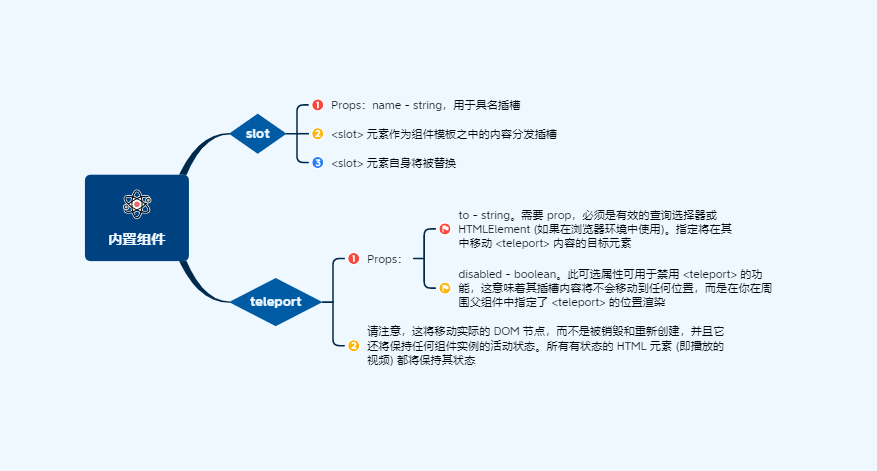 内置组件
slot
1 Props：name - string，用于具名插槽
2 <slot> 元素作为组件模板之中的内容分发插槽
3 <slot> 元素自身将被替换
teleport
1 Props：
to - string。需要 prop，必须是有效的查询选择器或
HTMLElement (如果在浏览器环境中使用)。指定将在其
中移动 <teleport> 内容的目标元素
disabled - boolean。此可选属性可用于禁用 <teleport> 的功
能，这意味着其插槽内容将不会移动到任何位置，而是在你在周
围父组件中指定了 <teleport> 的位置渲染
2 请注意，这将移动实际的 DOM 节点，而不是被销毁和重新创建，并且它
还将保持任何组件实例的活动状态。所有有状态的 HTML 元素 (即播放的
视频) 都将保持其状态